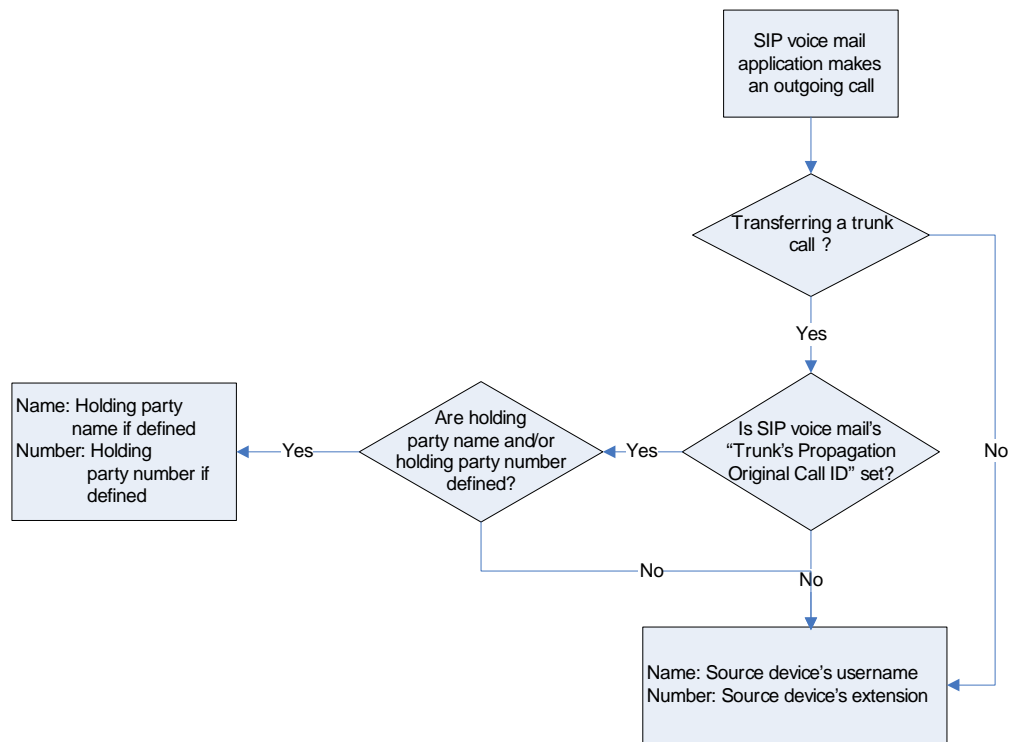 SIP voice mail
application makes
an outgoing call
Transferring a trunk
call ?
Yes
No
Is SIP voice mail's
“Trunk's Propagation
Original Call ID” set?
Yes
Are holding
party name and/or
holding party number
defined?
Yes
Name: Holding party
name if defined
Number: Holding
party number if
defined
No
No
Name: Source device's username
Number: Source device's extension